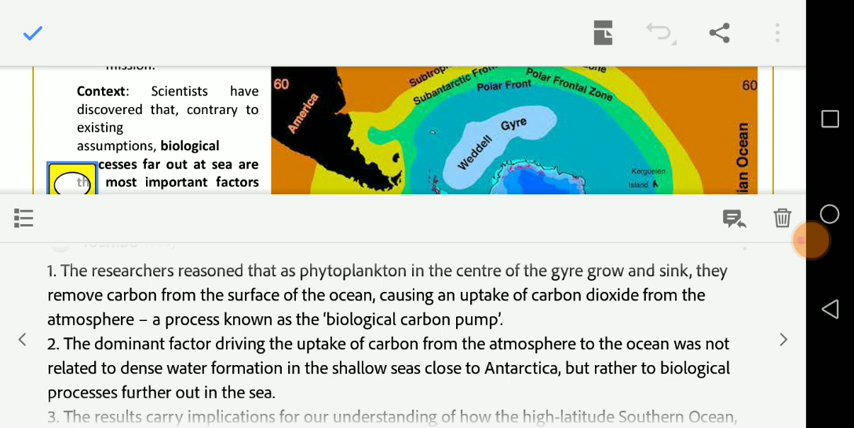 mission.
Context: Scientists have
discovered that, contrary to
existing
assumptions, biological
cesses far out at sea are
most important factors
60
America
Subantarctic Front
Polar Front
Polar Frontal Zone
Weddell Gyre
Kerguelen
Island
60
ian Ocean
1. The researchers reasoned that as phytoplankton in the centre of the gyre grow and sink, they
remove carbon from the surface of the ocean, causing an uptake of carbon dioxide from the
atmosphere – a process known as the ‘biological carbon pump’.
2. The dominant factor driving the uptake of carbon from the atmosphere to the ocean was not
related to dense water formation in the shallow seas close to Antarctica, but rather to biological
processes further out in the sea.
3. The results carry implications for our understanding of how the high-latitude Southern Ocean,